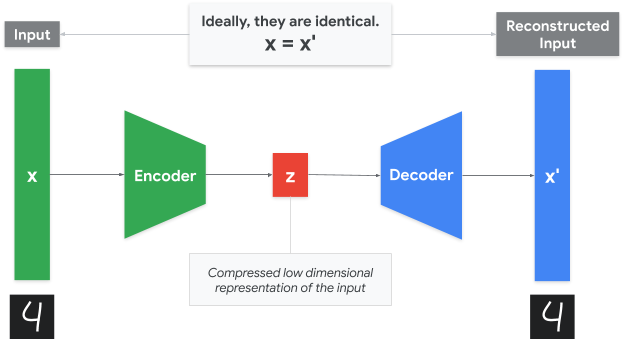 Input
Ideally, they are identical.
x = x'
Reconstructed
Input
x
Encoder
z
Decoder
x'
Compressed low dimensional
representation of the input
4
4